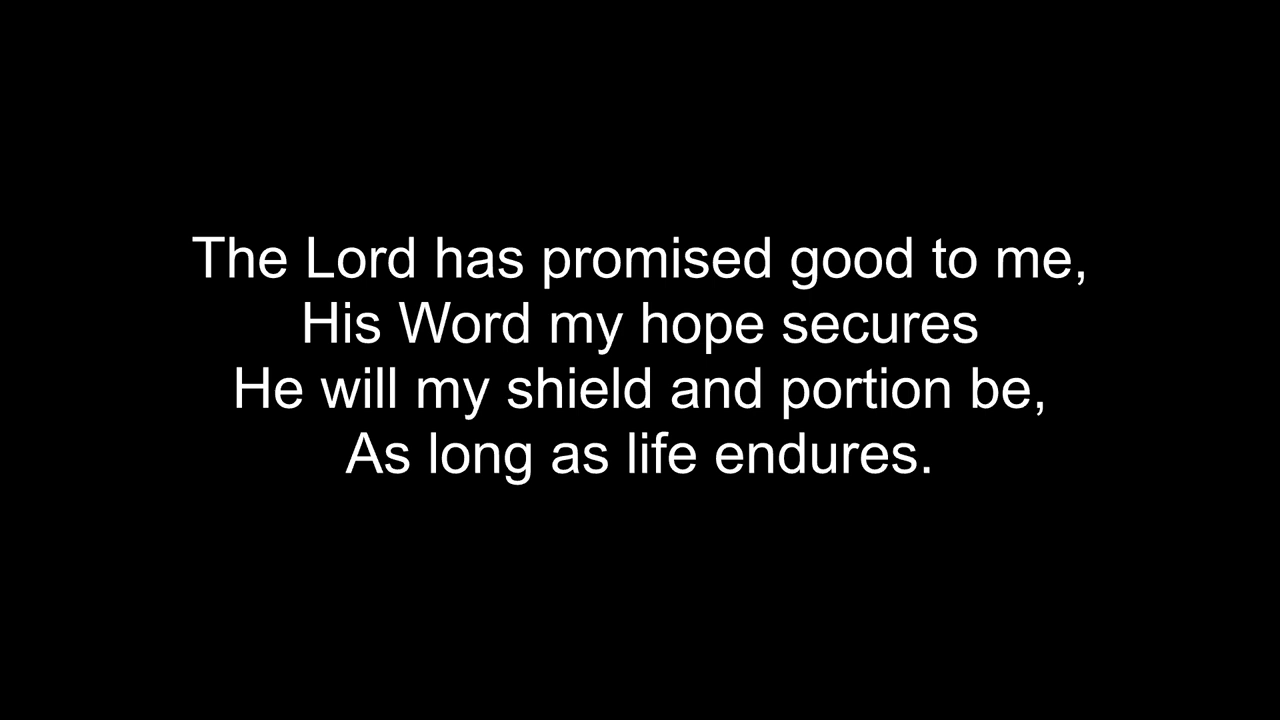 The Lord has promised good to me,
His Word my hope secures
He will my shield and portion be,
As long as life endures.